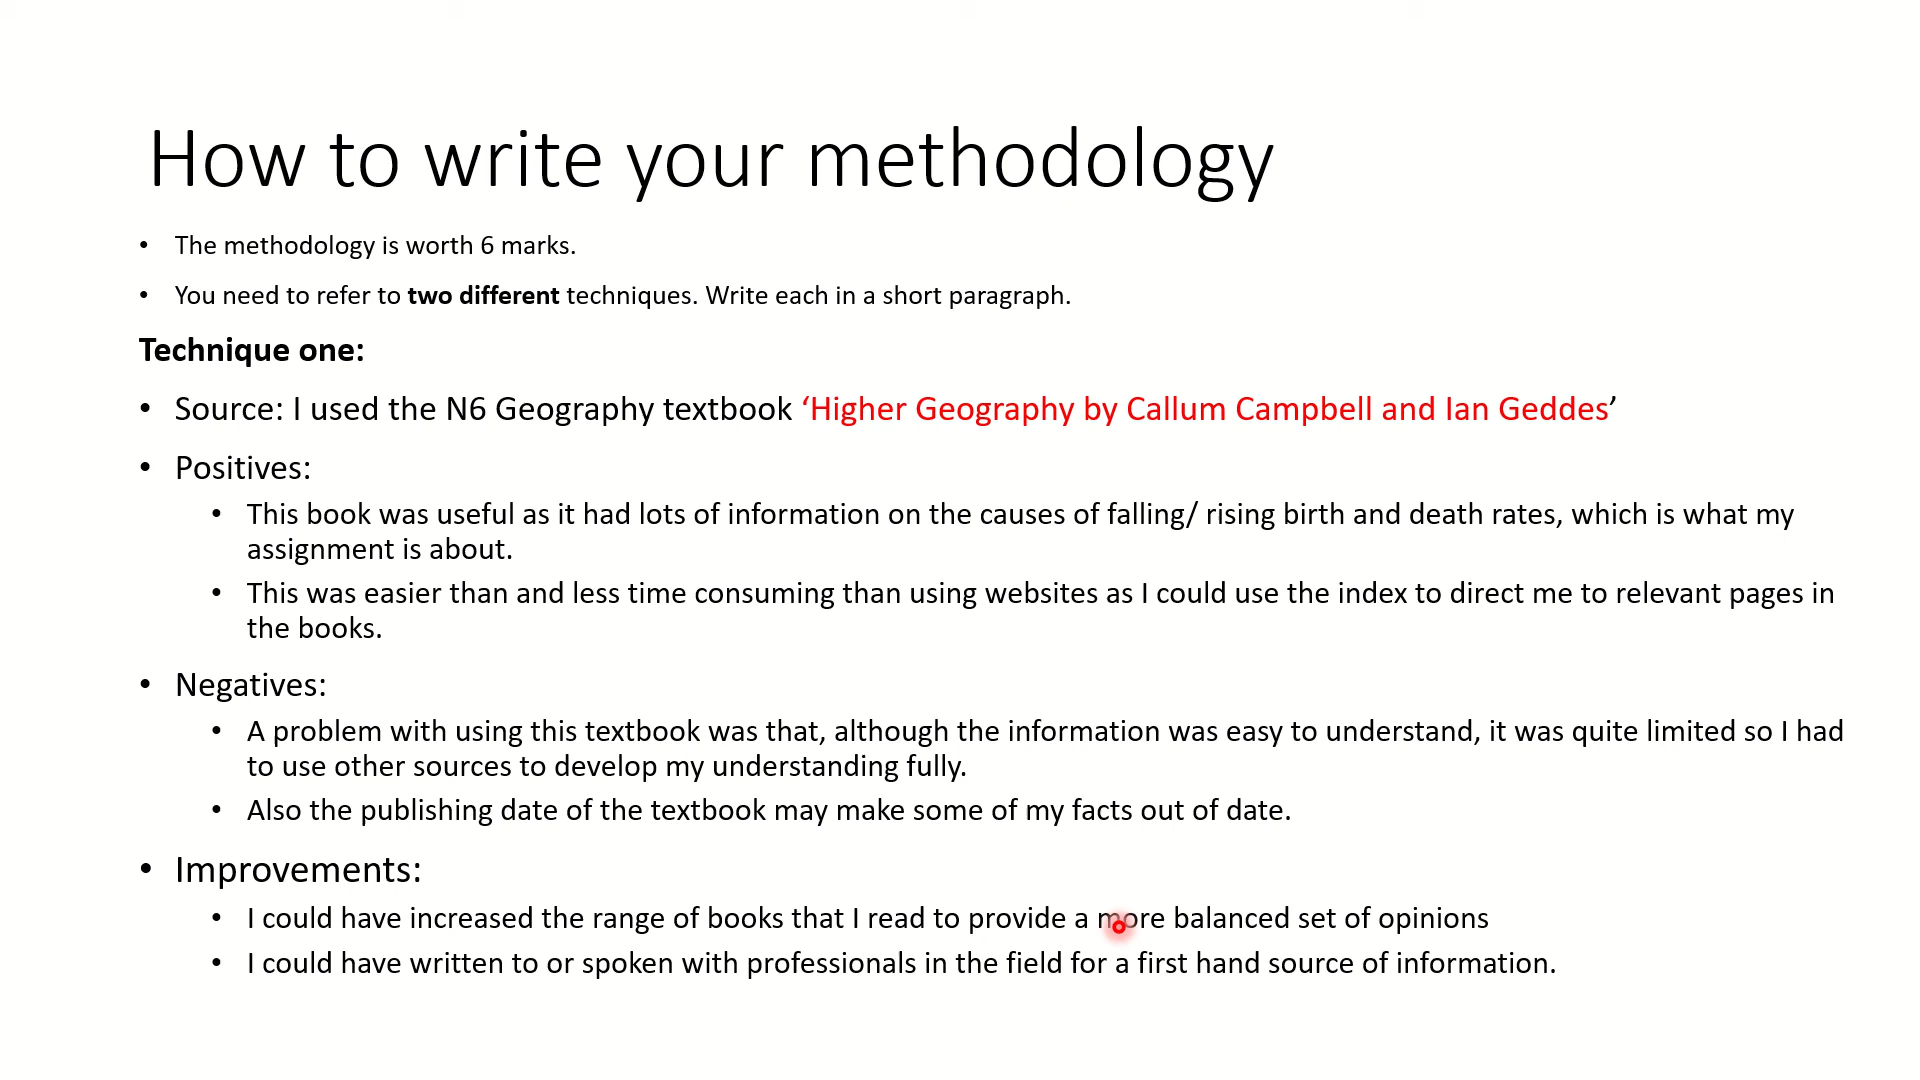 How to write your methodology
• The methodology is worth 6 marks.
• You need to refer to two different techniques. Write each in a short paragraph.
Technique one:
• Source: I used the N6 Geography textbook ‘Higher Geography by Callum Campbell and Ian Geddes’
• Positives:
• This book was useful as it had lots of information on the causes of falling/ rising birth and death rates, which is what my
assignment is about.
• This was easier than and less time consuming than using websites as I could use the index to direct me to relevant pages in
the books.
• Negatives:
• A problem with using this textbook was that, although the information was easy to understand, it was quite limited so I had
to use other sources to develop my understanding fully.
• Also the publishing date of the textbook may make some of my facts out of date.
• Improvements:
• I could have increased the range of books that I read to provide a more balanced set of opinions
• I could have written to or spoken with professionals in the field for a first hand source of information.